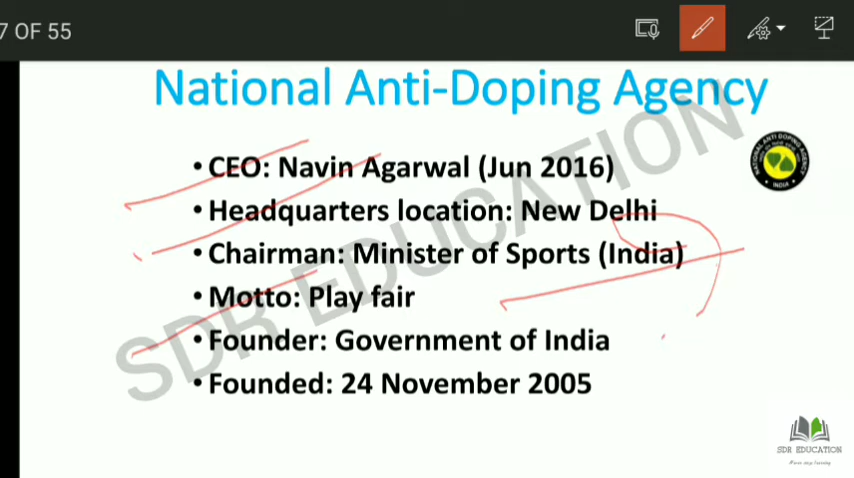 7 OF 55
National Anti-Doping Agency
• CEO: Navin Agarwal (Jun 2016)
• Headquarters location: New Delhi
• Chairman: Minister of Sports (India)
• Motto: Play fair
• Founder: Government of India
• Founded: 24 November 2005
SDR EDUCATION
NATIONAL ANTI DOPING AGENCY
INDIA
SDR EDUCATION